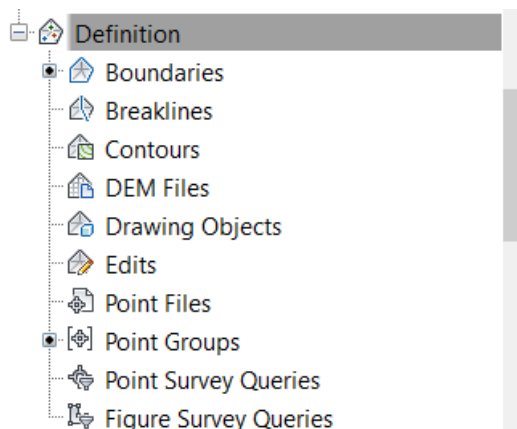 Definition
Boundaries
Breaklines
Contours
DEM Files
Drawing Objects
Edits
Point Files
Point Groups
Point Survey Queries
Figure Survey Queries